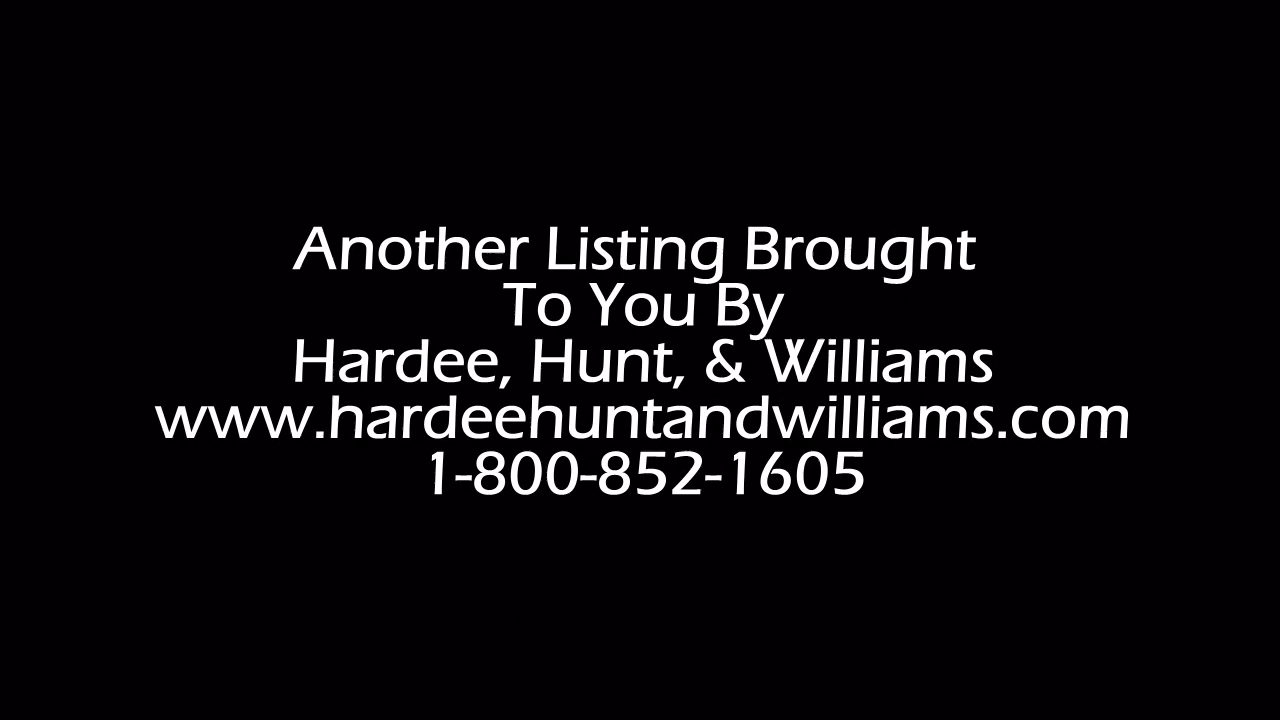 Another Listing Brought
To You By
Hardee, Hunt, & Williams
www.hardeehuntandwilliams.com
1-800-852-1605